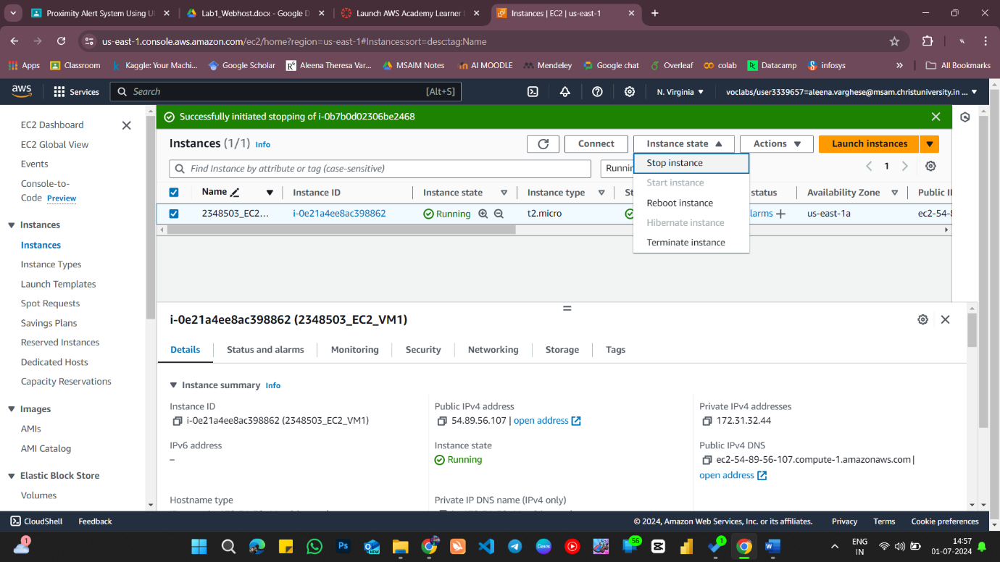 Proximity Alert System Using U
Lab1_Webhost.docx - Google D
Launch AWS Academy Learner
Instances | EC2 | us-east-1
us-east-1.console.aws.amazon.com/ec2/home?region=us-east-1#Instances:sort=desc:tag:Name
Apps
Classroom
Kaggle: Your Machi...
Google Scholar
Aleena Theresa Var...
MSAIM Notes
AI MOODLE
Mendeley
Google chat
Overleaf
colab
Datacamp
infosys
All Bookmarks
aws
Services
Search
[Alt+S]
N. Virginia
voclabs/user3339657=aleena.varghese@msam.christuniversity.in ...
EC2 Dashboard
EC2 Global View
Events
Console-to-
Code Preview
Instances
Instances
Instance Types
Launch Templates
Spot Requests
Savings Plans
Reserved Instances
Dedicated Hosts
Capacity Reservations
Images
AMIs
AMI Catalog
Elastic Block Store
Volumes
Successfully initiated stopping of i-0b7b0d02306be2468
Instances (1/1) Info
Connect
Instance state
Actions
Launch instances
Find Instance by attribute or tag (case-sensitive)
Runnin
1
Stop instance
Start instance
Reboot instance
Hibernate instance
Terminate instance
Name
Instance ID
Instance state
Instance type
St
status
Availability Zone
Public I
2348503_EC2...
i-0e21a4ee8ac398862
Running
t2.micro
larms
us-east-1a
ec2-54-8
i-0e21a4ee8ac398862 (2348503_EC2_VM1)
Details
Status and alarms
Monitoring
Security
Networking
Storage
Tags
Instance summary Info
Instance ID
i-0e21a4ee8ac398862 (2348503_EC2_VM1)
Public IPv4 address
54.89.56.107 | open address
Private IPv4 addresses
172.31.32.44
IPv6 address
–
Instance state
Running
Public IPv4 DNS
ec2-54-89-56-107.compute-1.amazonaws.com |
open address
Hostname type
Private IP DNS name (IPv4 only)
CloudShell
Feedback
© 2024, Amazon Web Services, Inc. or its affiliates.
Privacy
Terms
Cookie preferences
1
56
1
ENG
IN
14:57
01-07-2024